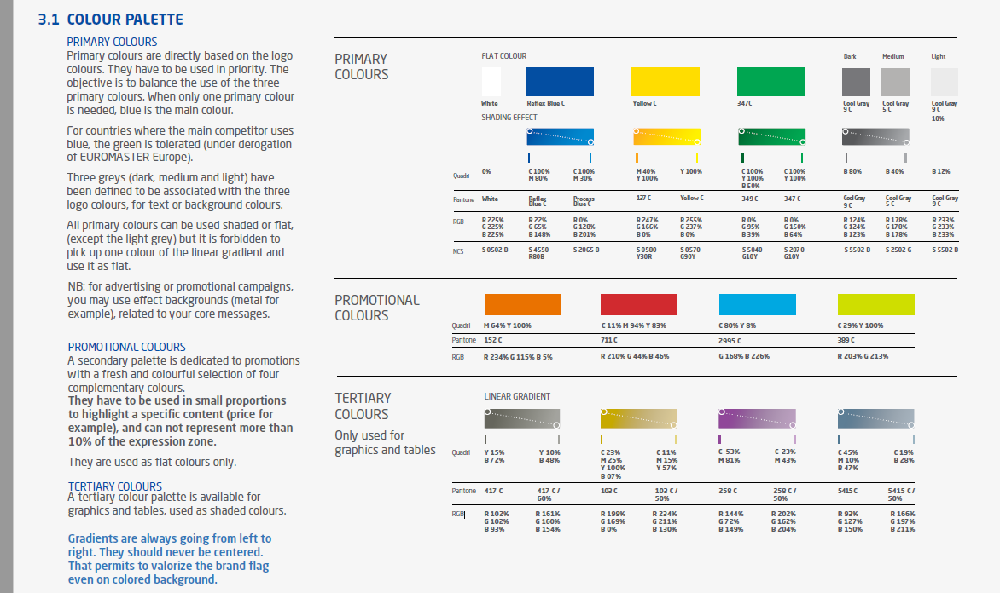 3.1 COLOUR PALETTE
PRIMARY COLOURS
Primary colours are directly based on the logo
colours. They have to be used in priority. The
objective is to balance the use of the three
primary colours. When only one primary colour
is needed, blue is the main colour.
For countries where the main competitor uses
blue, the green is tolerated (under derogation
of EUROMASTER Europe).
Three greys (dark, medium and light) have
been defined to be associated with the three
logo colours, for text or background colours.
All primary colours can be used shaded or flat,
(except the light grey) but it is forbidden to
pick up one colour of the linear gradient and
use it as flat.
NB: for advertising or promotional campaigns,
you may use effect backgrounds (metal for
example), related to your core messages.
PROMOTIONAL COLOURS
A secondary palette is dedicated to promotions
with a fresh and colourful selection of four
complementary colours.
They have to be used in small proportions
to highlight a specific content (price for
example), and can not represent more than
10% of the expression zone.
They are used as flat colours only.
TERTIARY COLOURS
A tertiary colour palette is available for
graphics and tables, used as shaded colours.
Gradients are always going from left to
right. They should never be centered.
That permits to valorize the brand flag
even on colored background.
PRIMARY
COLOURS
FLAT COLOUR
Dark Medium Light
White Reflex Blue C Yellow C 347C Cool Gray Cool Gray Cool Gray
9 C 5 C 9 C
10%
SHADING EFFECT
Quadri 0% C 100% C 100% M 40% Y 100% C 100% C 100% B 80% B 40% B 12%
M 80% M 30% Y 100% Y 100% Y 100%
B 50%
Pantone White Reflex Process 137 C Yellow C 349 C 347 C Cool Gray Cool Gray Cool Gray
Blue C Blue C 9 C 5 C 9 C
RGB R 225% R 22% R 0% R 247% R 255% R 0% R 0% R 124% R 178% R 233%
G 225% G 65% G 128% G 166% G 237% G 95% G 150% G 124% G 178% G 233%
B 225% B 148% B 201% B 0% B 0% B 39% B 64% B 123% B 178% B 233%
NCS S 0502-B S 4550- S 2065-B S 0580- S 0570- S 5040- S 2070- S 5502-B S 2502-G S 5502-B
R80B Y30R G90Y G10Y G10Y
PROMOTIONAL
COLOURS
Quadri M 64% Y 100% C 11% M 94% Y 83% C 80% Y 8% C 29% Y 100%
Pantone 152 C 711 C 2995 C 389 C
RGB R 234% G 115% B 5% R 210% G 44% B 46% G 168% B 226% R 203% G 213%
TERTIARY
COLOURS
Only used for
graphics and tables
LINEAR GRADIENT
Quadri Y 15% Y 10% C 23% C 11% C 53% C 23% C 45% C 19%
B 72% B 48% M 25% M 15% M 81% M 43% M 10% B 28%
Y 100% Y 57% B 47%
B 07%
Pantone 417 C 417 C / 103 C 103 C / 258 C 258 C / 5415 C 5415 C /
60% 50% 50% 50%
RGB R 102% R 161% R 199% R 234% R 144% R 202% R 93% R 166%
G 102% G 160% G 169% G 211% G 72% G 162% G 127% G 197%
B 93% B 154% B 0% B 130% B 149% B 204% B 150% B 211%